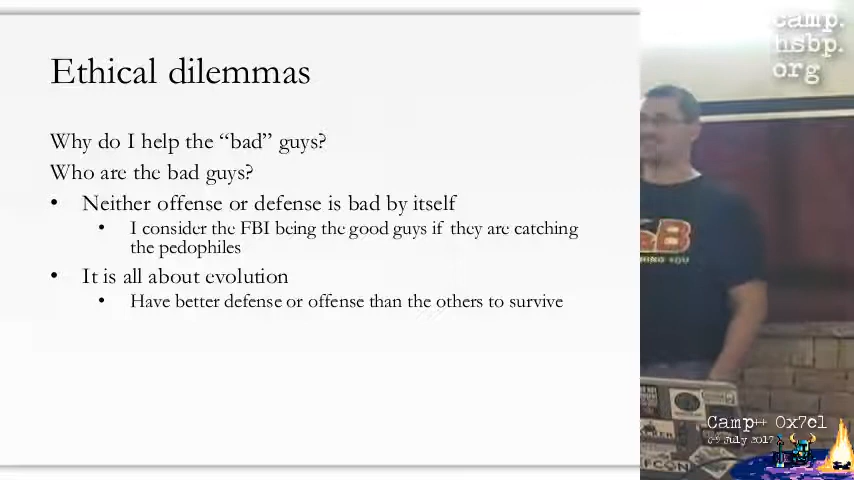 Ethical dilemmas
Why do I help the “bad” guys?
Who are the bad guys?
• Neither offense or defense is bad by itself
• I consider the FBI being the good guys if they are catching
the pedophiles
• It is all about evolution
• Have better defense or offense than the others to survive
camp.
hsbp.
org
Camp++ 0x7e1
July 2017